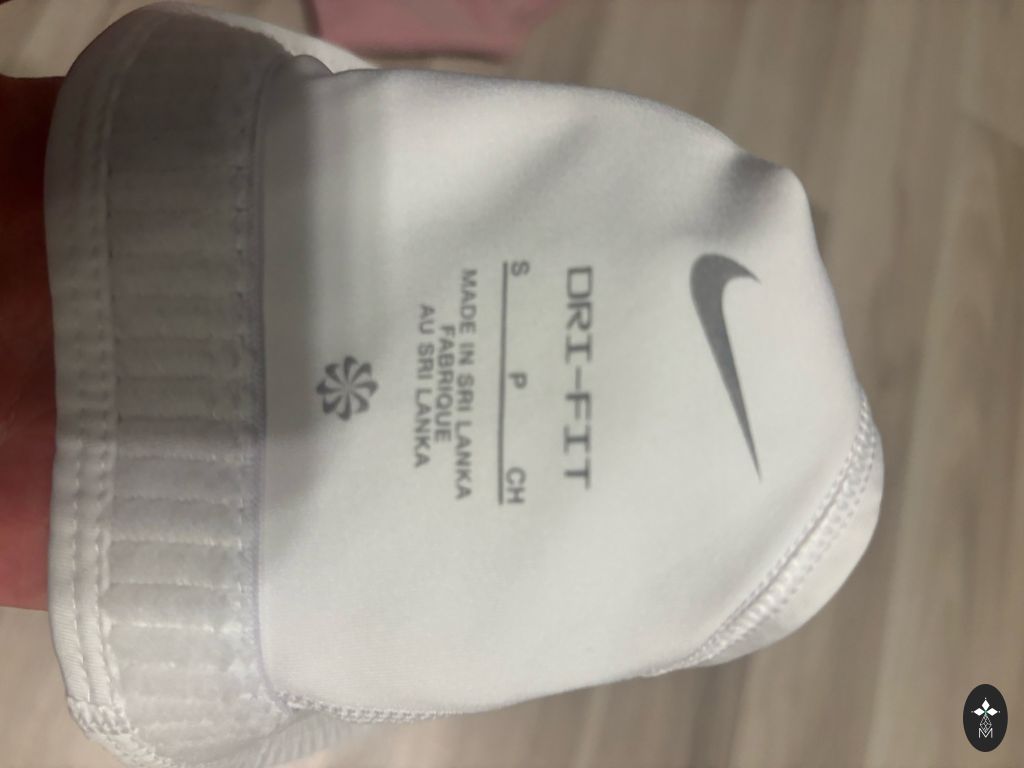 DRI-FIT
S P CH
MADE IN SRI LANKA
FABRIQUE
AU SRI LANKA
M